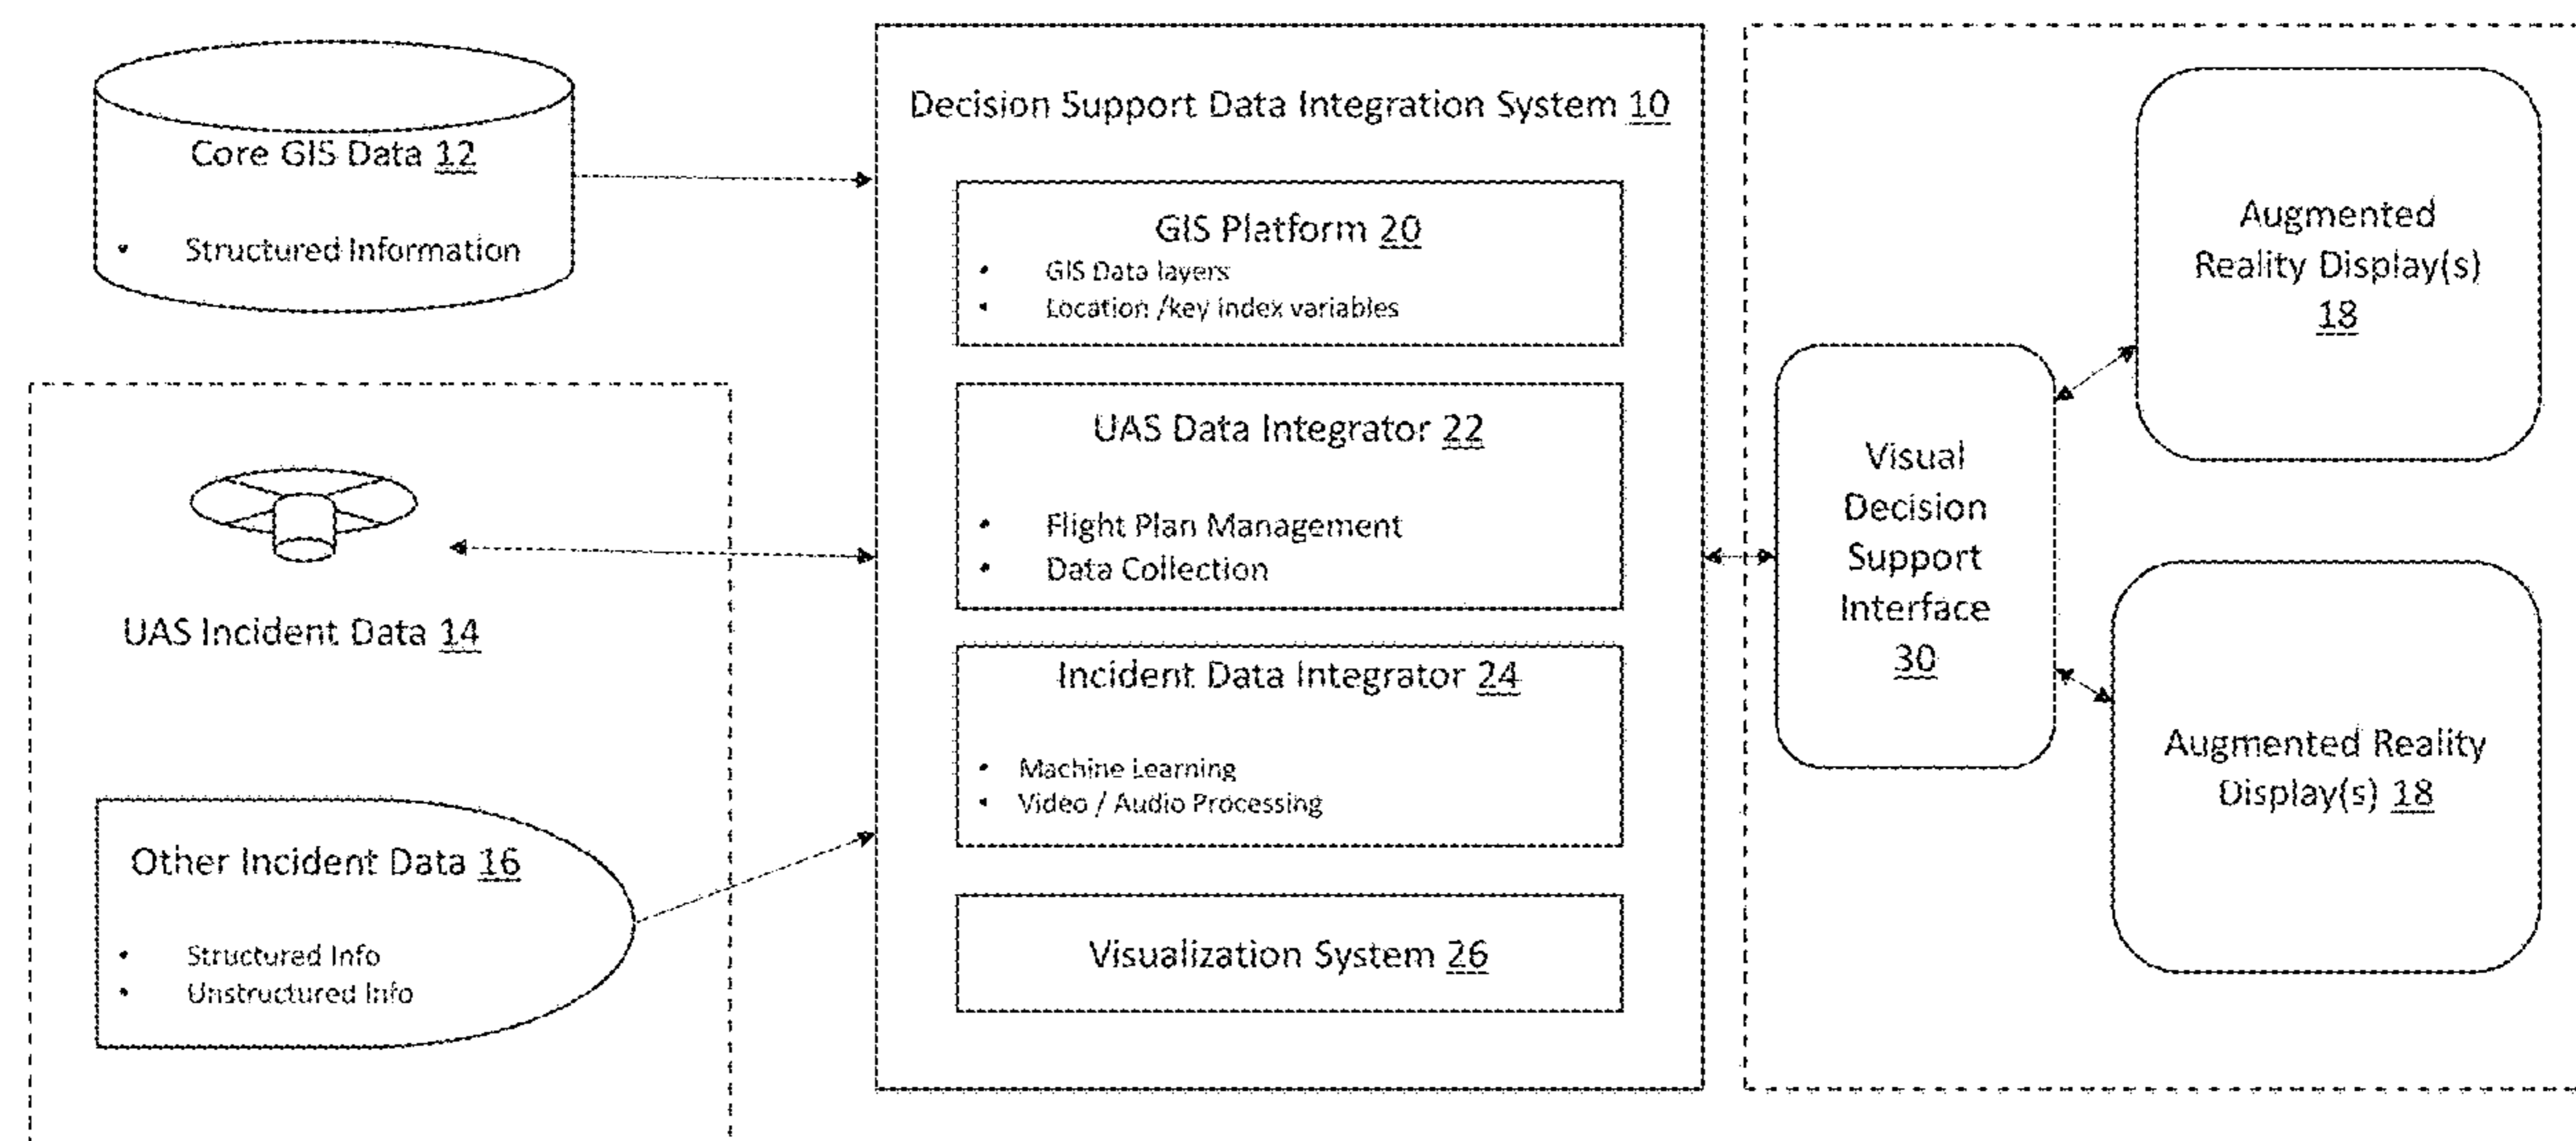 Core GIS Data 12
• Structured Information
UAS Incident Data 14
Other Incident Data 16
• Structured Info
• Unstructured Info
Decision Support Data Integration System 10
GIS Platform 20
• GIS Data layers
• Location /key index variables
UAS Data Integrator 22
• Flight Plan Management
• Data Collection
Incident Data Integrator 24
• Machine Learning
• Video / Audio Processing
Visualization System 26
Visual
Decision
Support
Interface
30
Augmented
Reality Display(s)
18
Augmented Reality
Display(s) 18